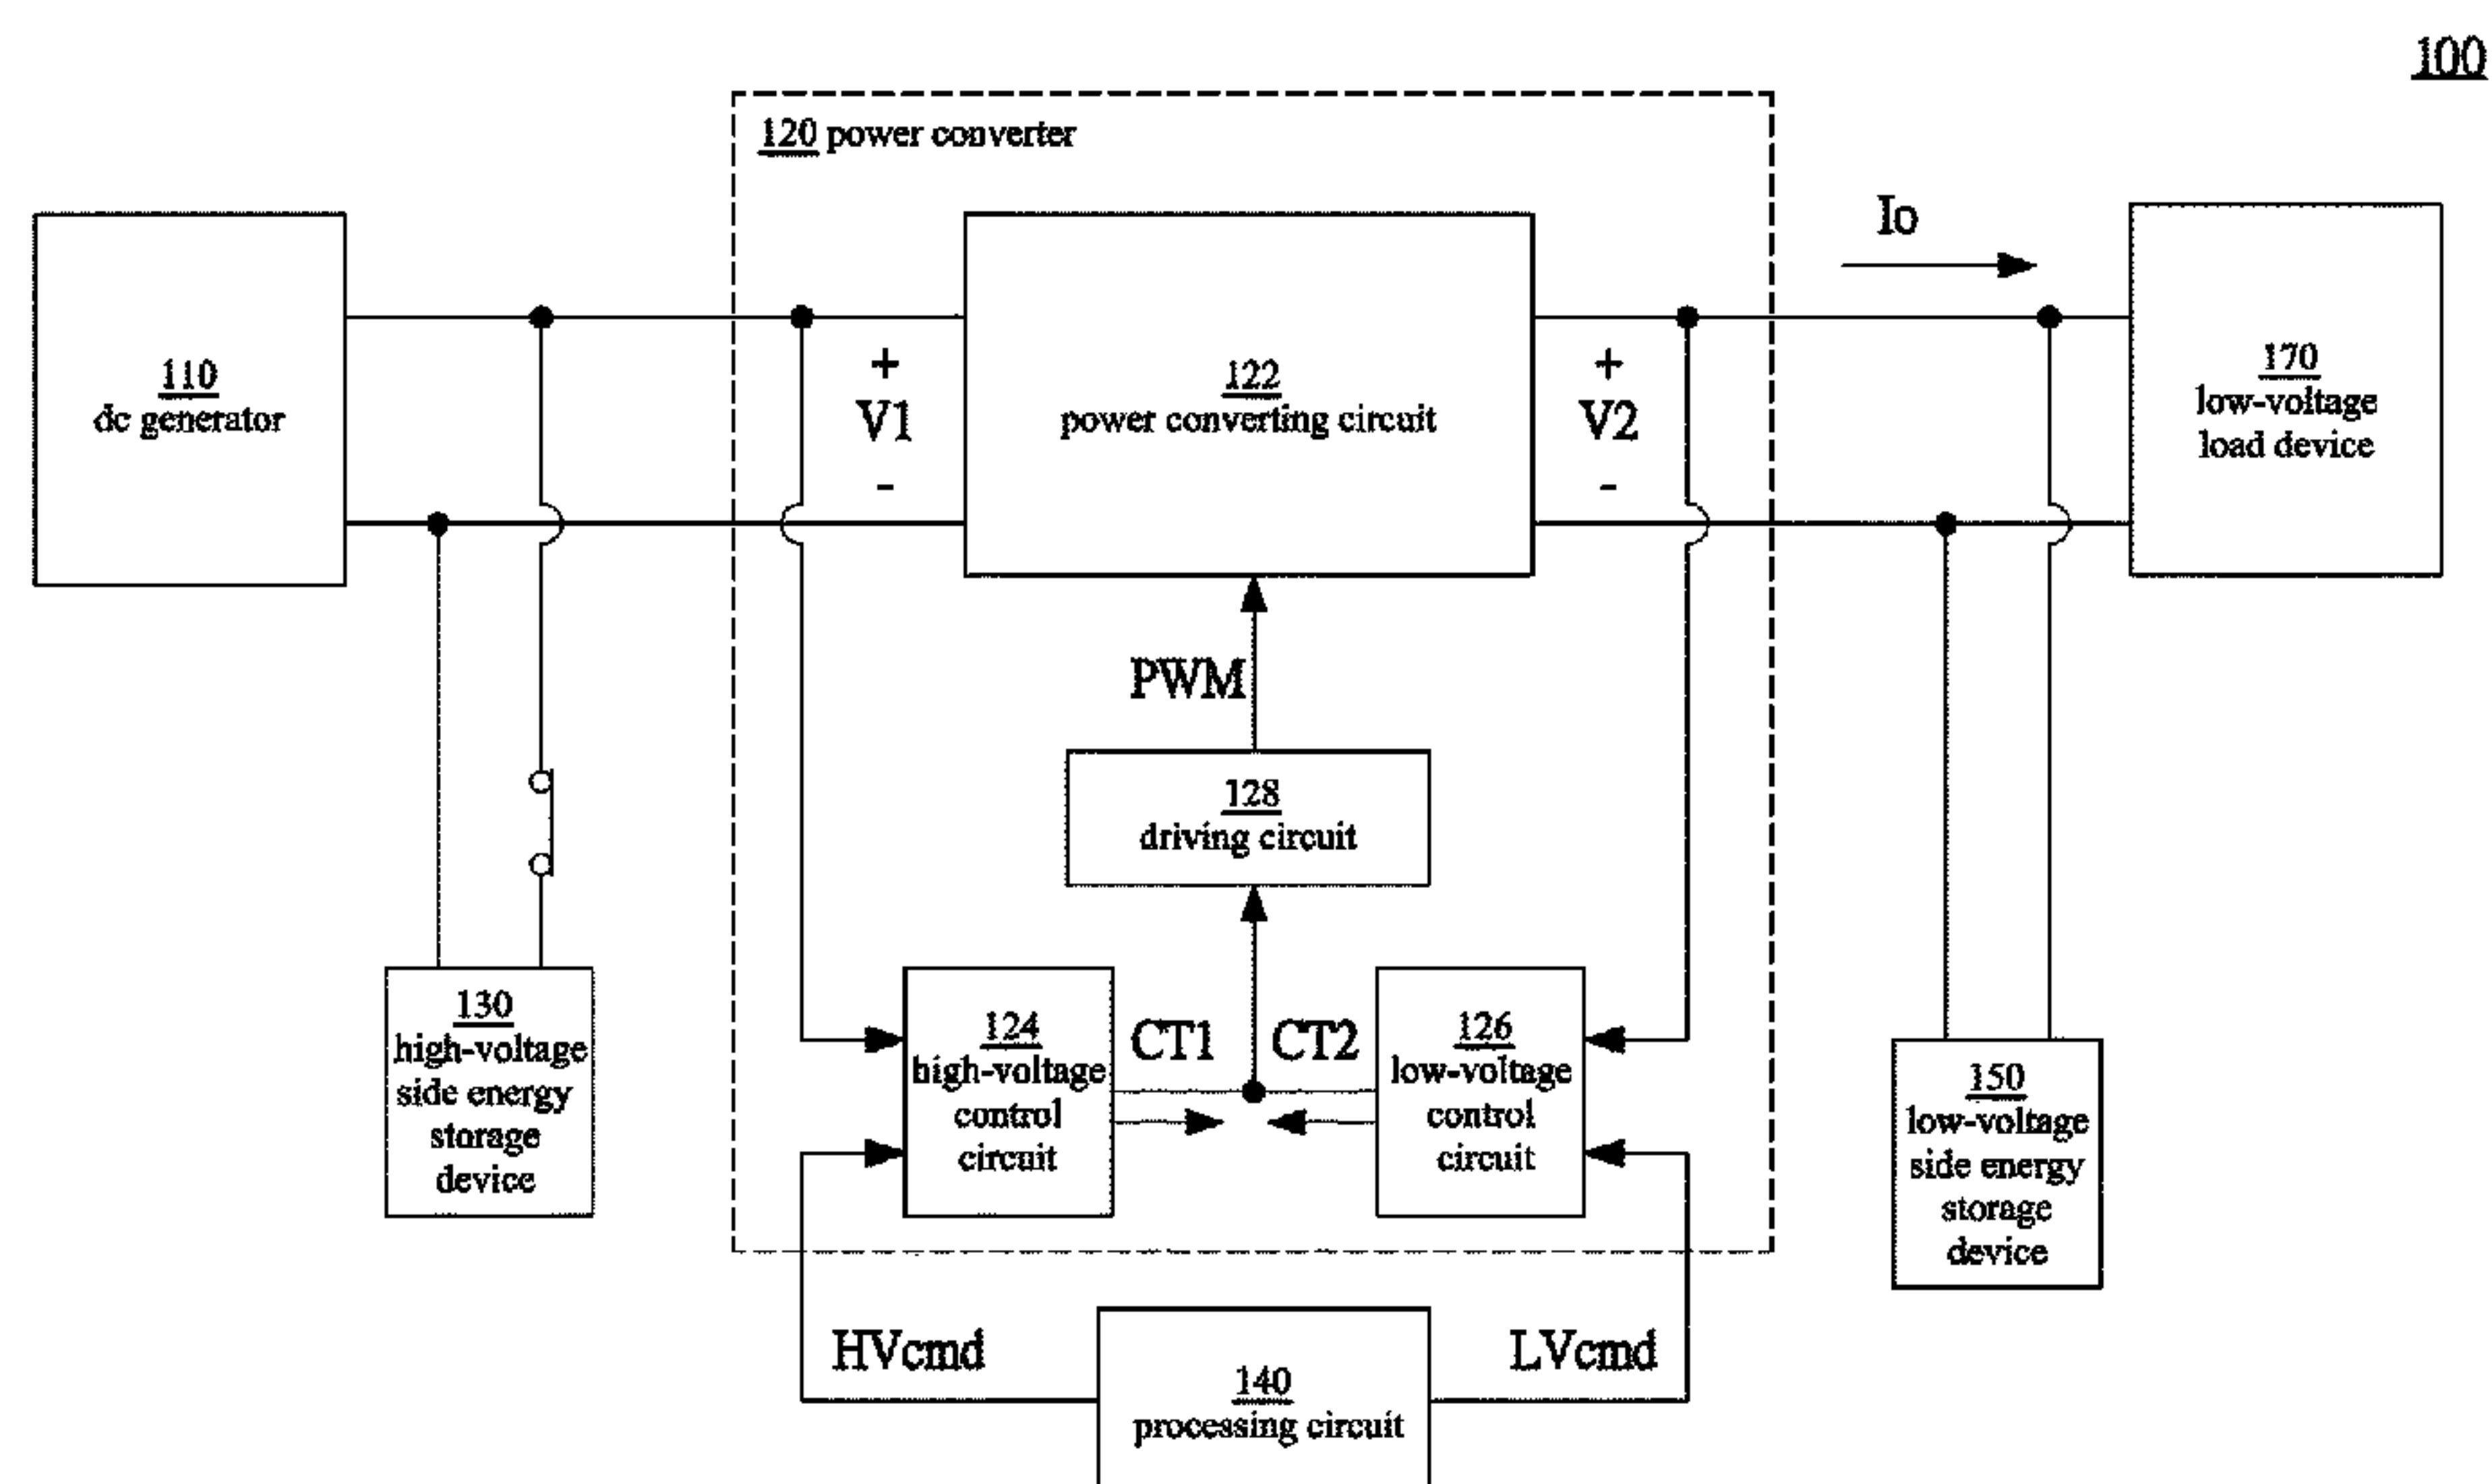 100
120 power converter
Io
110
dc generator
+
V1
-
122
power converting circuit
+
V2
-
170
low-voltage
load device
PWM
128
driving circuit
130
high-voltage
side energy
storage
device
124
high-voltage
control
circuit
CT1
CT2
126
low-voltage
control
circuit
150
low-voltage
side energy
storage
device
HVcmd
LVcmd
140
processing circuit